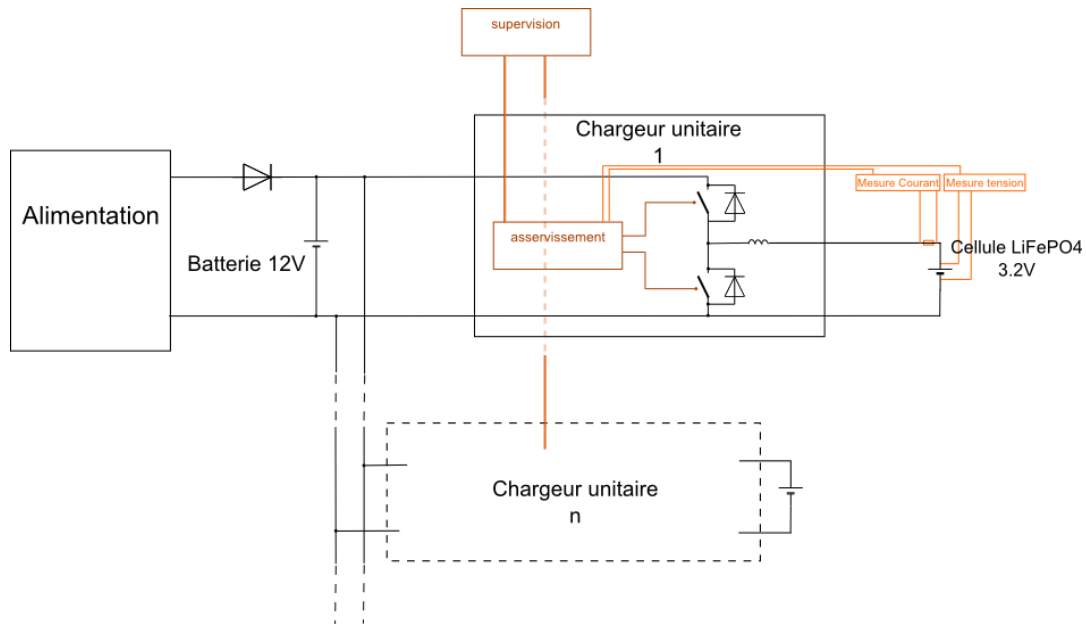 supervision
Chargeur unitaire
1
Alimentation
Mesure Courant
Mesure tension
asservissement
Batterie 12V
Cellule LiFePO4
3.2V
Chargeur unitaire
n